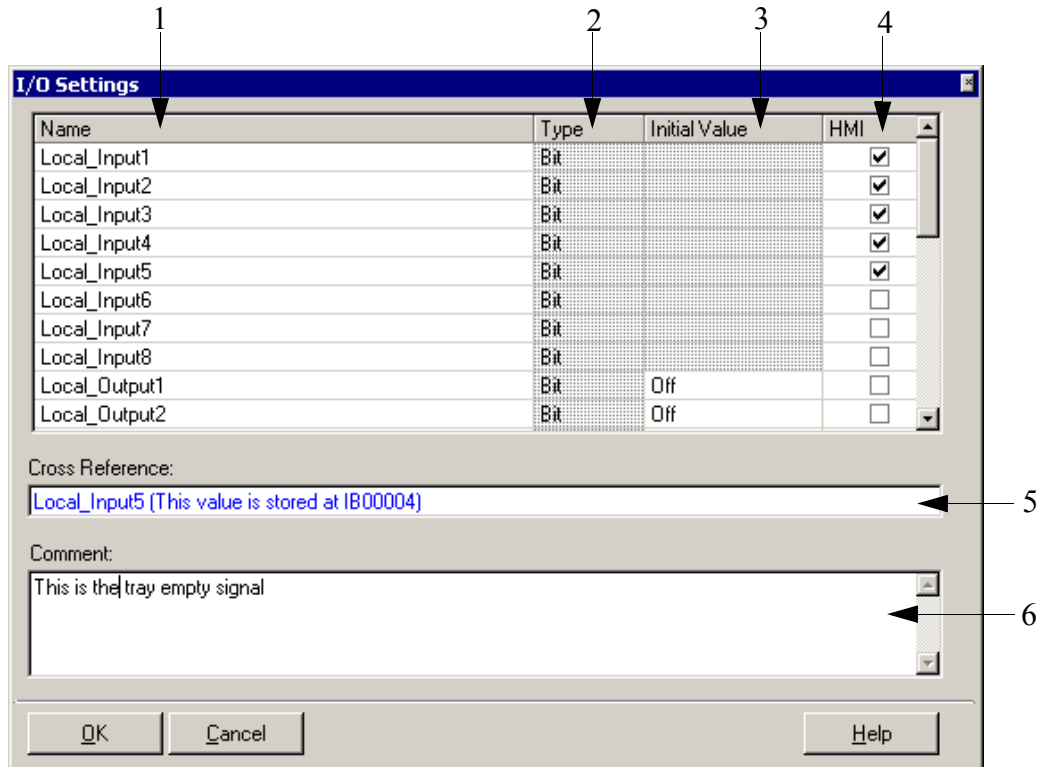 1 2 3 4
I/O Settings
Name Type Initial Value HMI
Local_Input1 Bit
Local_Input2 Bit
Local_Input3 Bit
Local_Input4 Bit
Local_Input5 Bit
Local_Input6 Bit
Local_Input7 Bit
Local_Input8 Bit
Local_Output1 Bit Off
Local_Output2 Bit Off
Cross Reference:
Local_Input5 (This value is stored at IB00004)
5
Comment:
This is the tray empty signal
6
OK Cancel Help